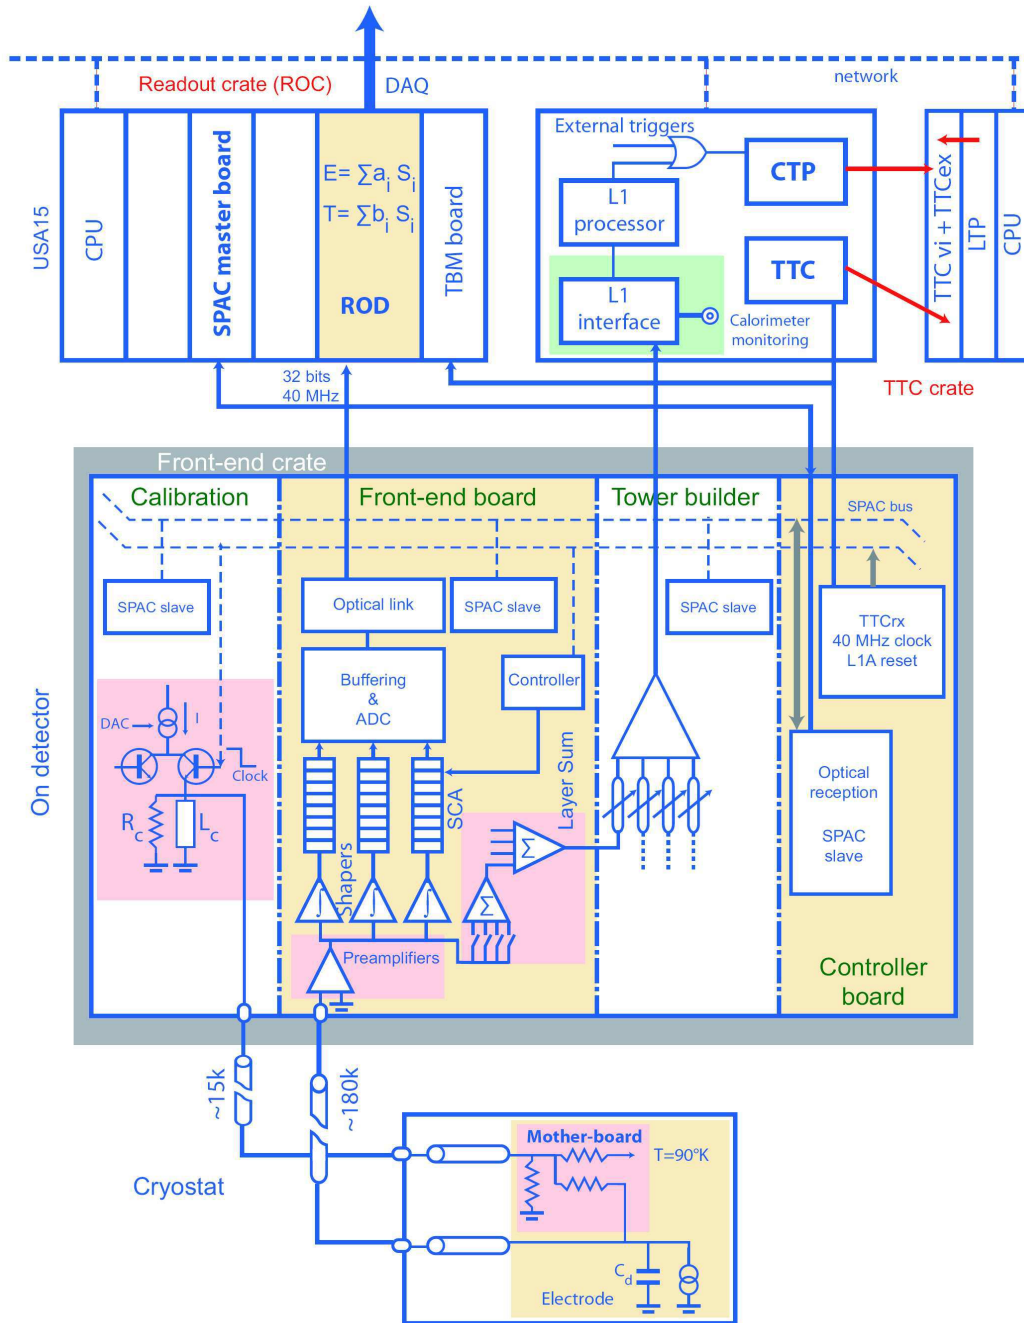 Readout crate (ROC)
DAQ
network
USA15
CPU
SPAC master board
E= ∑aᵢ Sᵢ
T= ∑bᵢ Sᵢ
ROD
TBM board
External triggers
L1
processor
L1
interface
CTP
TTC
Calorimeter
monitoring
TTC vi + TTCex
LTP
CPU
TTC crate
32 bits
40 MHz
Front-end crate
Calibration
Front-end board
Tower builder
SPAC bus
On detector
SPAC slave
Optical link
SPAC slave
SPAC slave
TTCrx
40 MHz clock
L1A reset
Buffering
&
ADC
Controller
DAC
I
Clock
R_c
L_c
SCA
Shapers
∫
∫
∫
Layer Sum
∑
∑
Preamplifiers
Optical
reception
SPAC
slave
Controller
board
~15k
~180k
Cryostat
Mother-board
T=90°K
C_d
Electrode